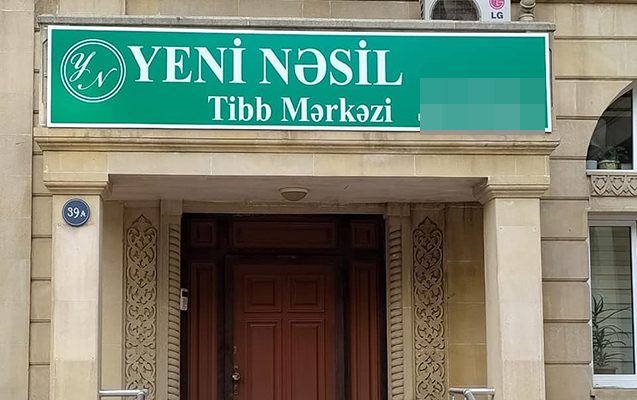 YN
YENİ NƏSİL
Tibb Mərkəzi
39A
LG